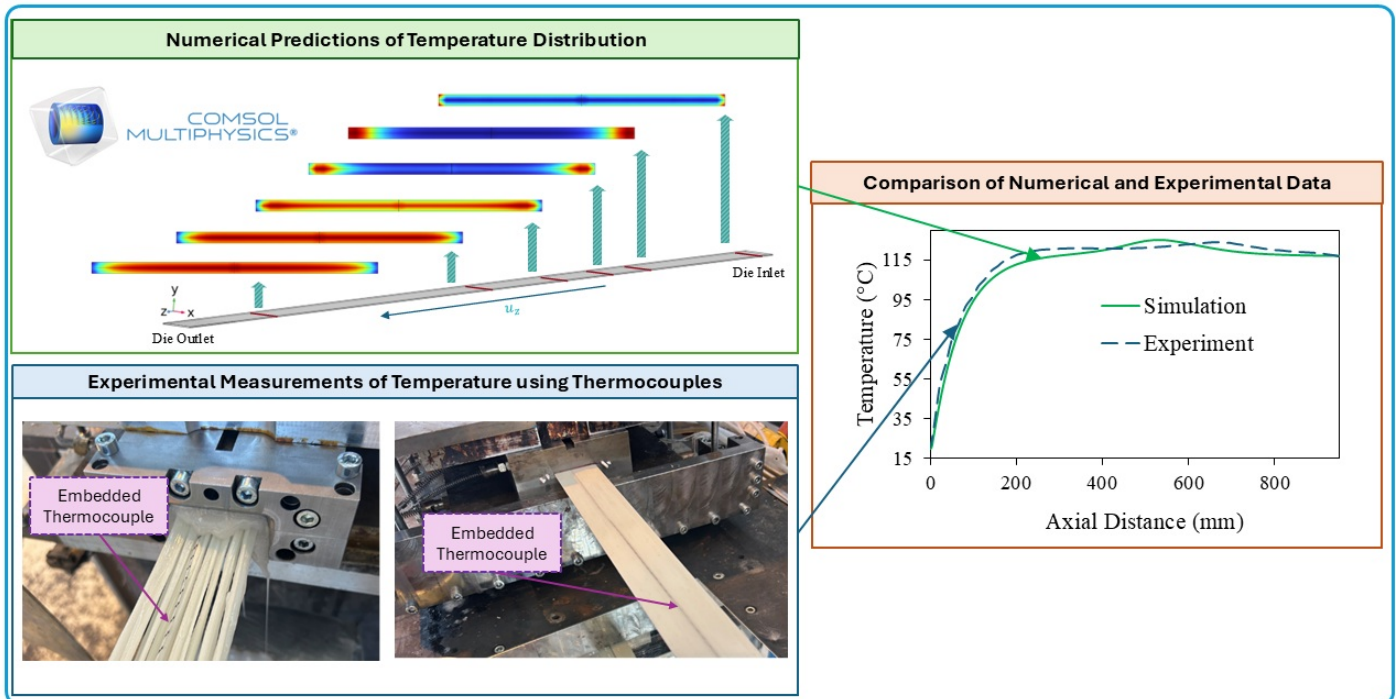 Numerical Predictions of Temperature Distribution
COMSOL
MULTIPHYSICS®
y
z
x
Die Inlet
u_z
Die Outlet
Experimental Measurements of Temperature using Thermocouples
Embedded
Thermocouple
Embedded
Thermocouple
Comparison of Numerical and Experimental Data
Temperature (°C)
115
95
75
55
35
15
0
200
400
600
800
Simulation
Experiment
Axial Distance (mm)